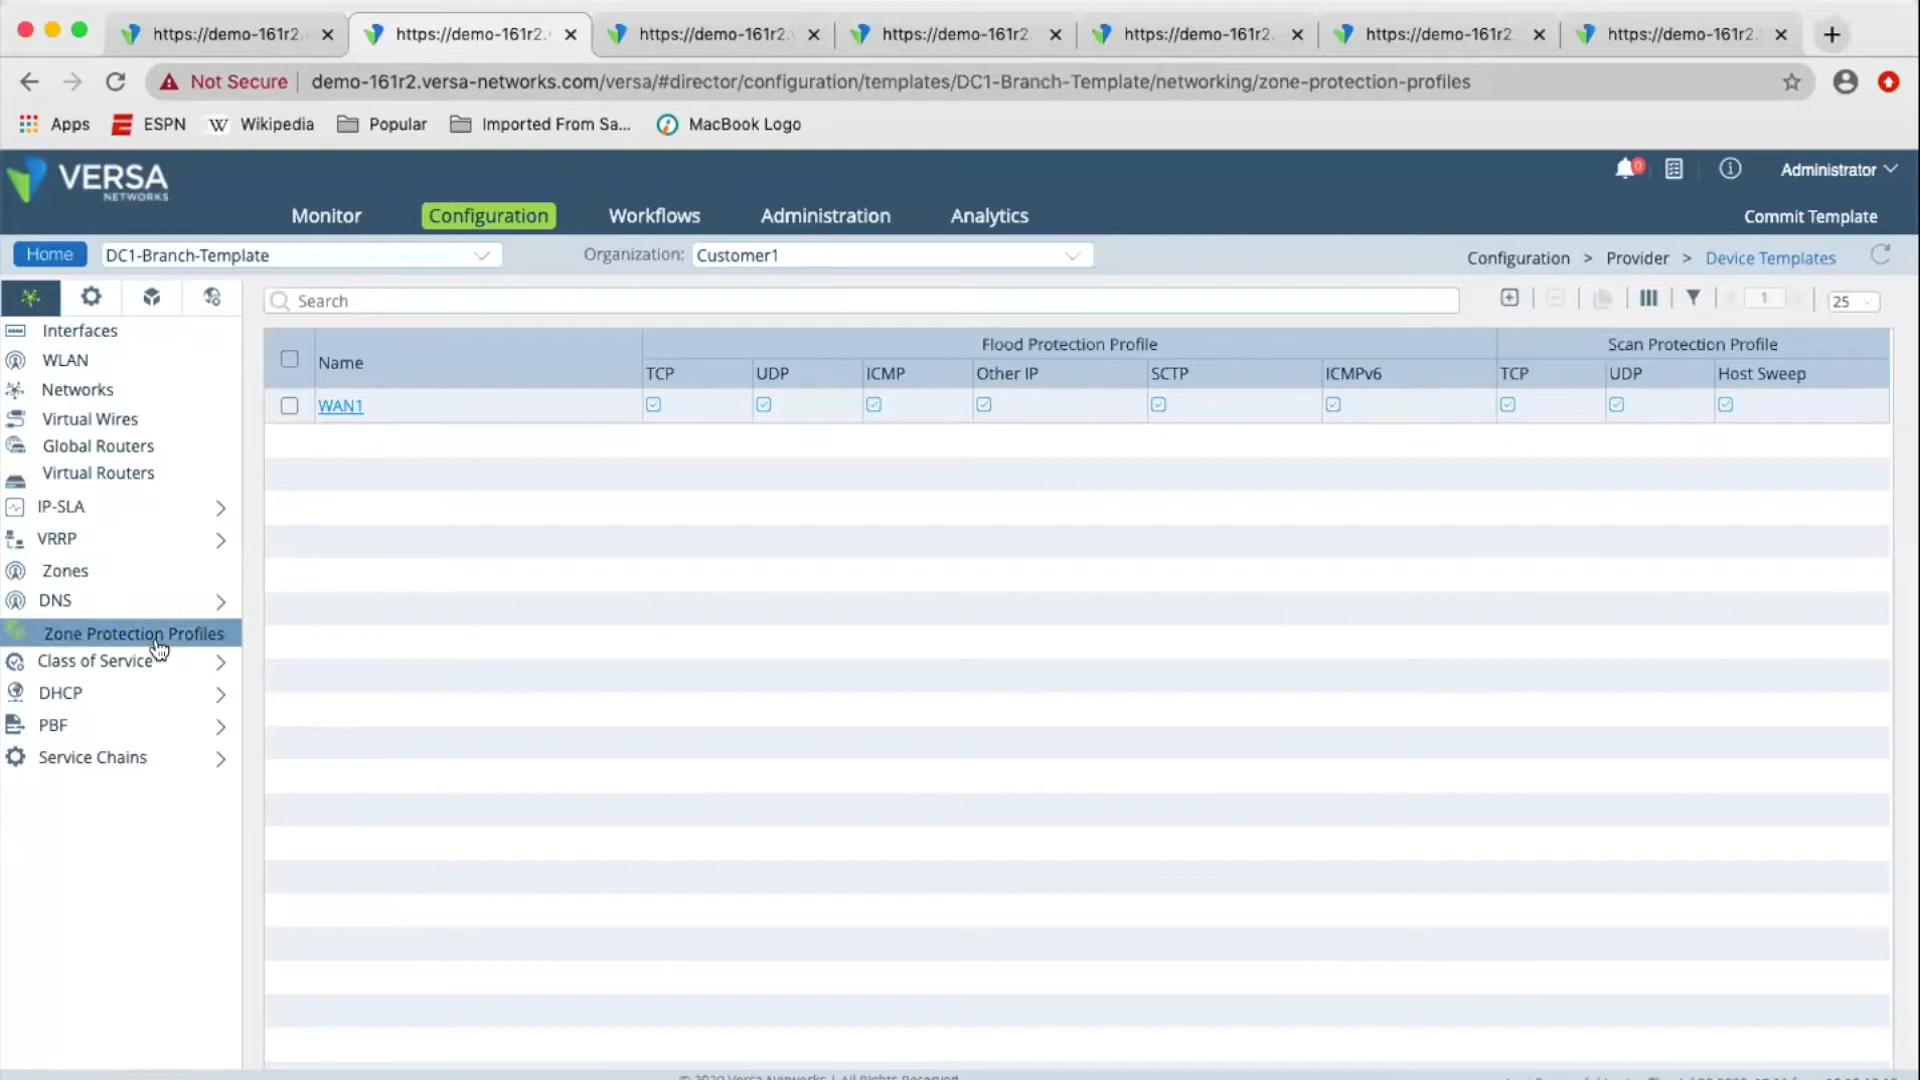 https://demo-161r2. https://demo-161r2. https://demo-161r2. https://demo-161r2 https://demo-161r2. https://demo-161r2. https://demo-161r2.
Not Secure demo-161r2.versa-networks.com/versa/#director/configuration/templates/DC1-Branch-Template/networking/zone-protection-profiles
Apps ESPN W Wikipedia Popular Imported From Sa... MacBook Logo
VERSA
NETWORKS
0 Administrator
Monitor Configuration Workflows Administration Analytics Commit Template
Home DC1-Branch-Template Organization: Customer1 Configuration > Provider > Device Templates
Search 1 25
Interfaces
WLAN
Networks
Virtual Wires
Global Routers
Virtual Routers
IP-SLA
VRRP
Zones
DNS
Zone Protection Profiles
Class of Service
DHCP
PBF
Service Chains
Name Flood Protection Profile Scan Protection Profile
TCP UDP ICMP Other IP SCTP ICMPv6 TCP UDP Host Sweep
WAN1
© 2020 Versa Networks | All Rights Reserved